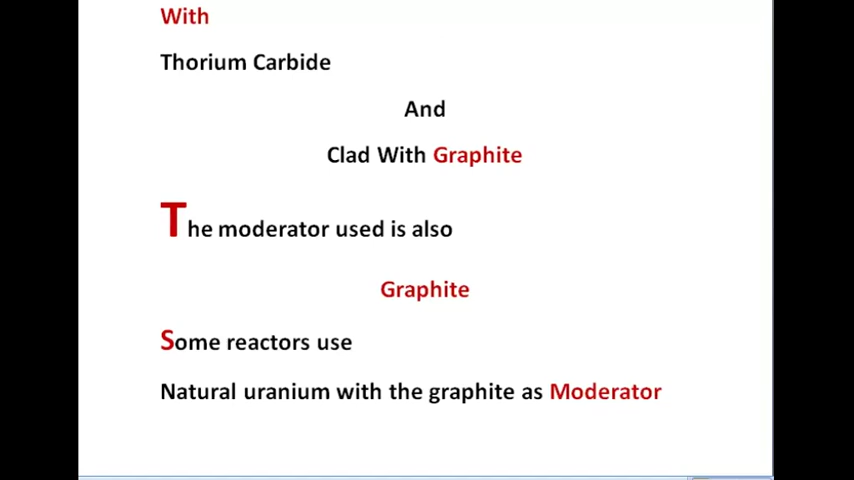 With
Thorium Carbide
And
Clad With Graphite
The moderator used is also
Graphite
Some reactors use
Natural uranium with the graphite as Moderator